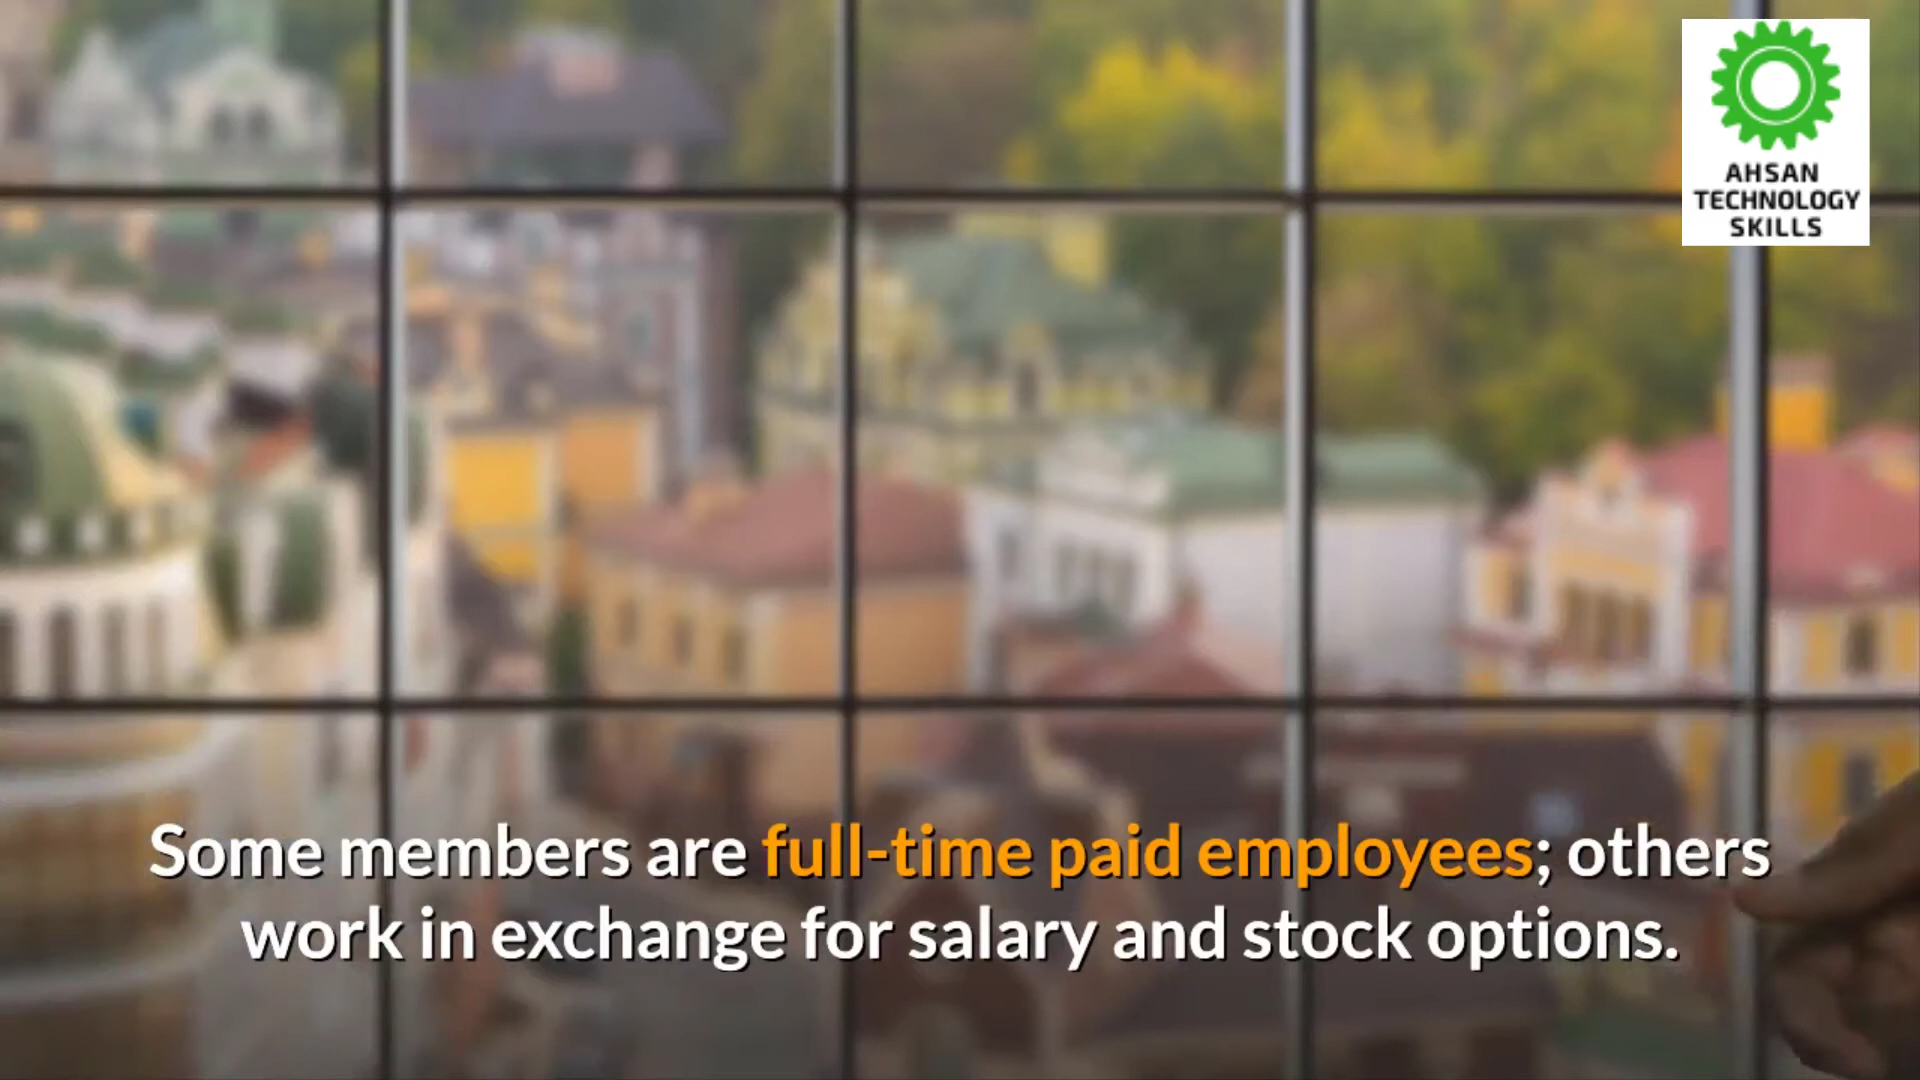 AHSAN
TECHNOLOGY
SKILLS
Some members are full-time paid employees; others
work in exchange for salary and stock options.